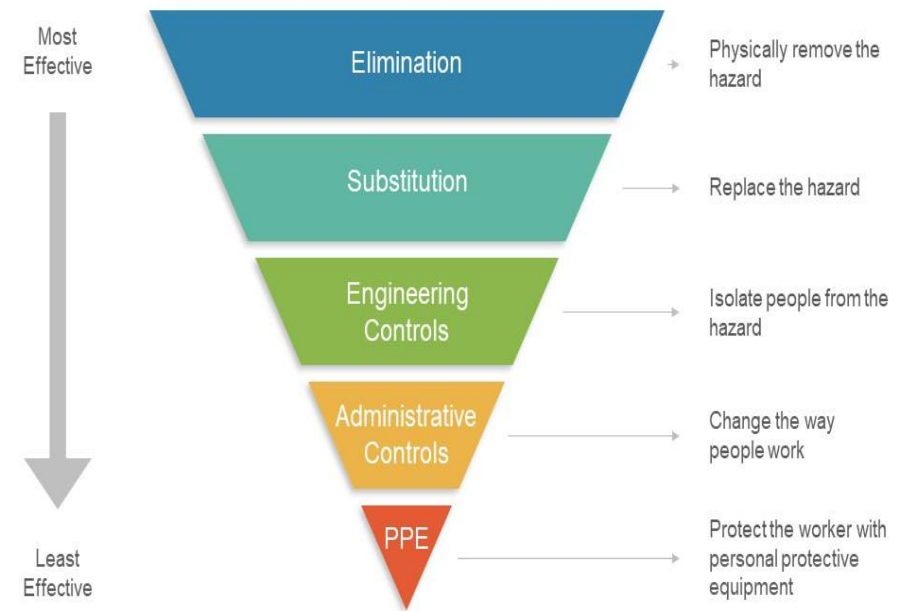 Most
Effective
Elimination
Physically remove the
hazard
Substitution
Replace the hazard
Engineering
Controls
Isolate people from the
hazard
Administrative
Controls
Change the way
people work
PPE
Protect the worker with
personal protective
equipment
Least
Effective